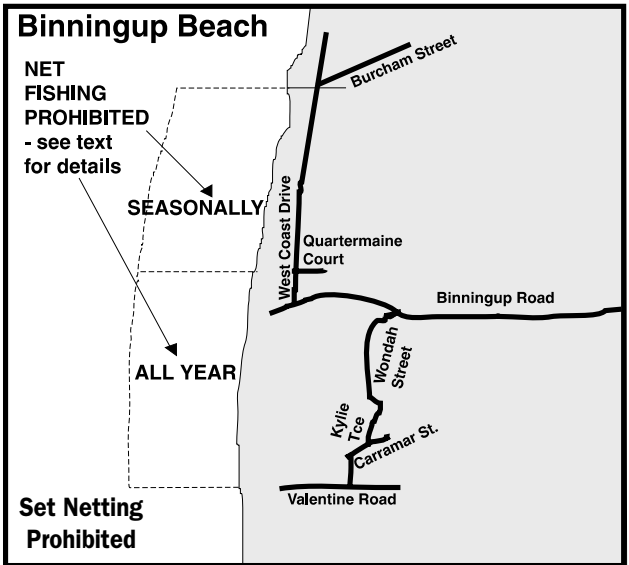 Binningup Beach
NET
FISHING
PROHIBITED
- see text
for details
SEASONALLY
ALL YEAR
Set Netting
Prohibited
Burcham Street
West Coast Drive
Quartermaine
Court
Binningup Road
Wondah
Street
Kylie
Tce
Carramar St.
Valentine Road